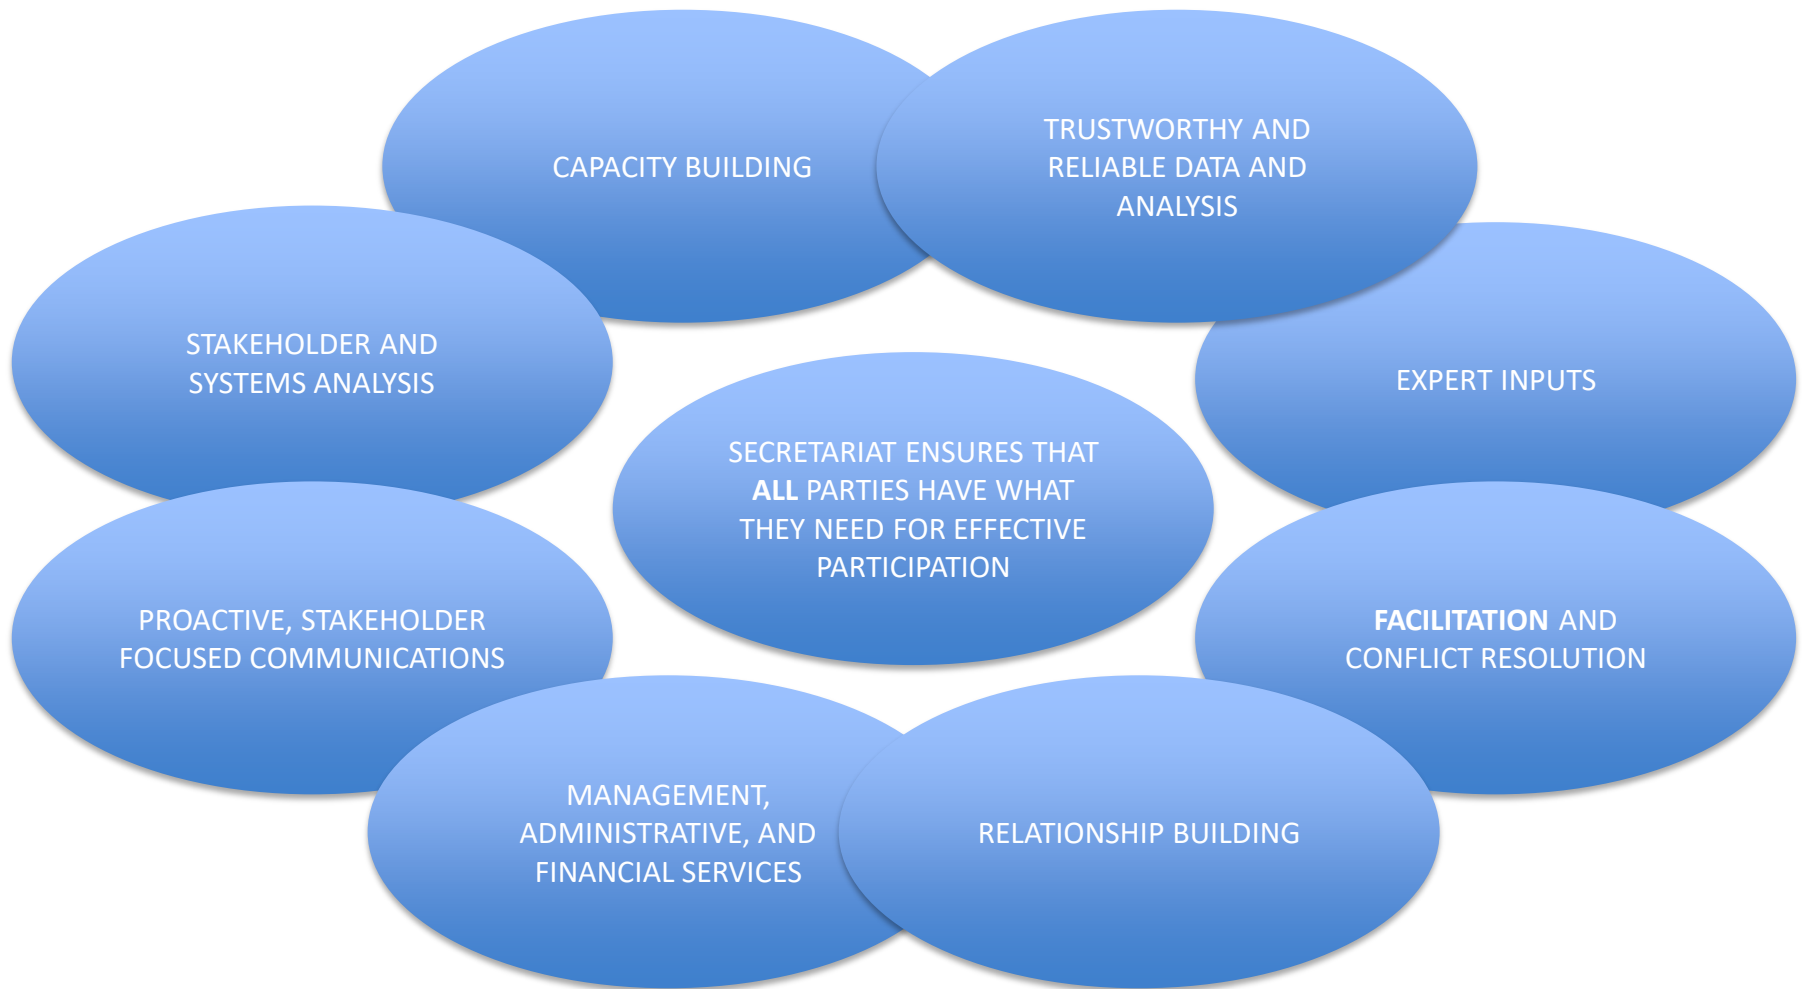 CAPACITY BUILDING
TRUSTWORTHY AND
RELIABLE DATA AND
ANALYSIS
STAKEHOLDER AND
SYSTEMS ANALYSIS
EXPERT INPUTS
SECRETARIAT ENSURES THAT
ALL PARTIES HAVE WHAT
THEY NEED FOR EFFECTIVE
PARTICIPATION
PROACTIVE, STAKEHOLDER
FOCUSED COMMUNICATIONS
FACILITATION AND
CONFLICT RESOLUTION
MANAGEMENT,
ADMINISTRATIVE, AND
FINANCIAL SERVICES
RELATIONSHIP BUILDING